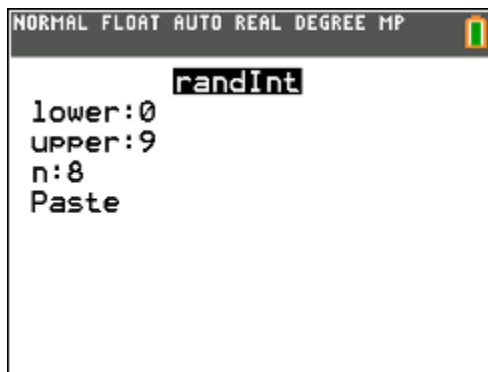 NORMAL FLOAT AUTO REAL DEGREE MP
randInt
lower:0
upper:9
n:8
Paste